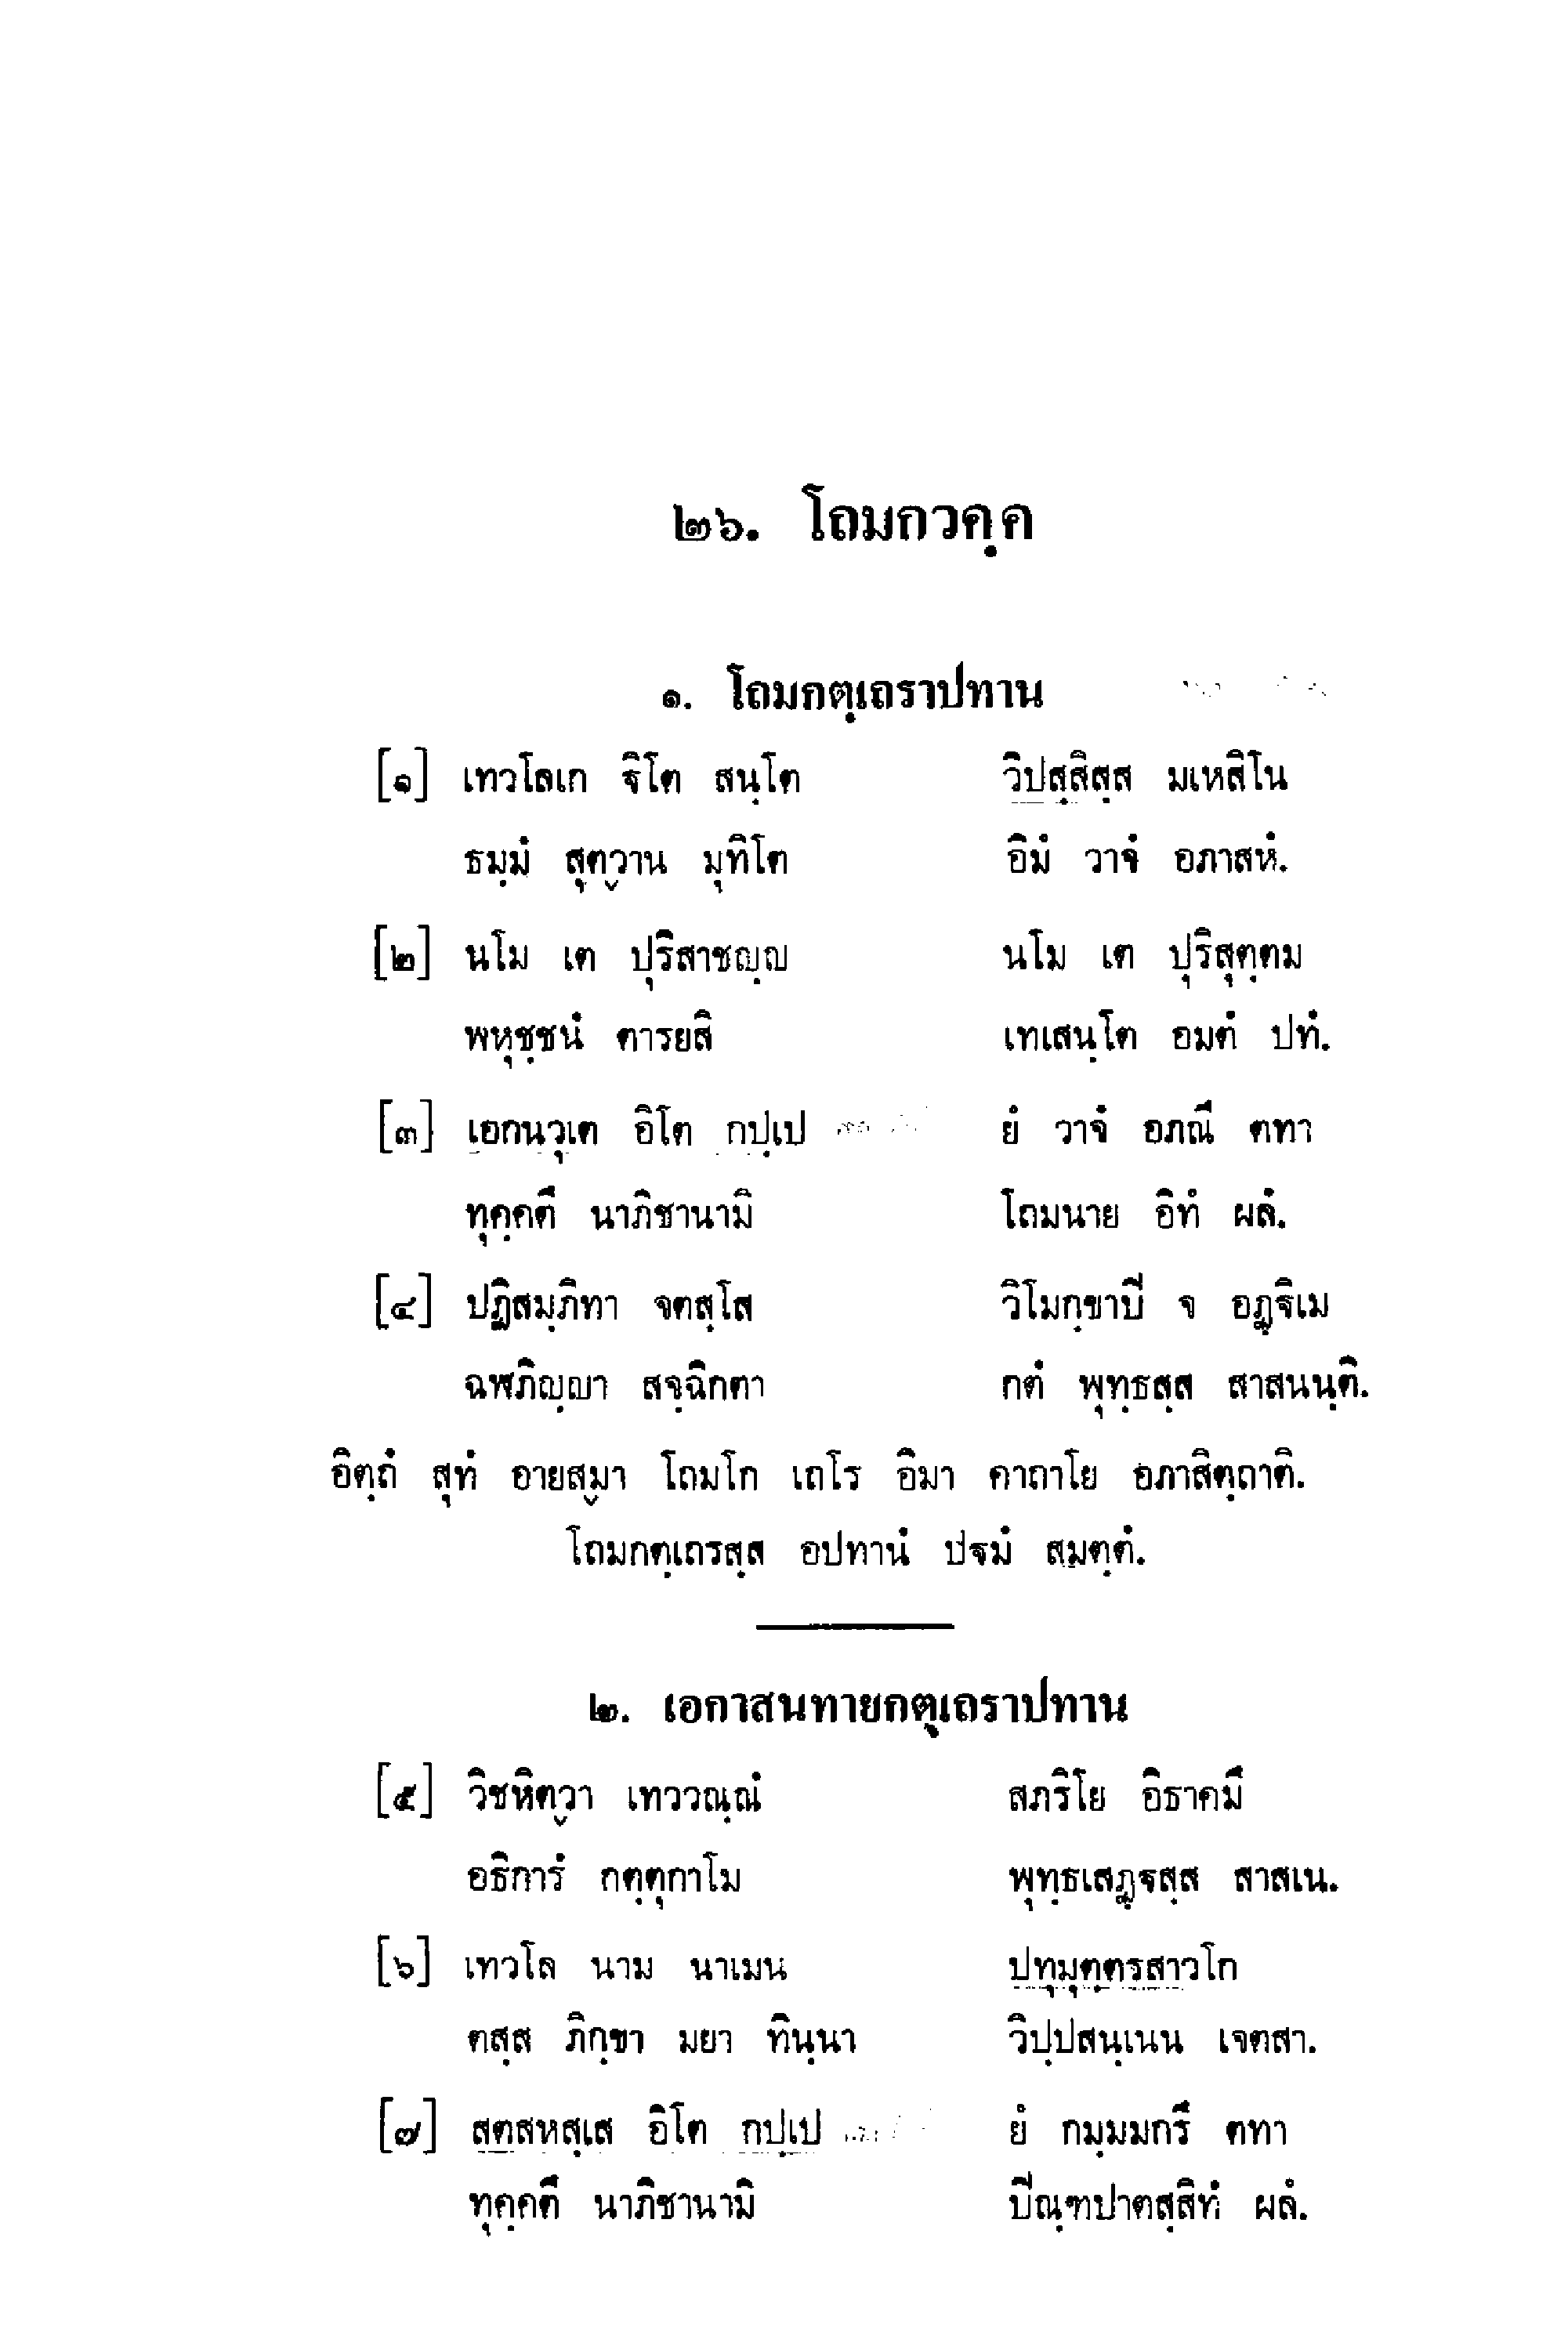 ๒๖. โถมกวคฺค
๑. โถมกตฺเถราปทาน
[๑] เทวโลเก ฐิโต สนฺโต วิปสฺสิสฺส มเหสิโน
ธมฺมํ สุตฺวาน มุทิโต อิมํ วาจํ อภาสหํ.
[๒] นโม เต ปุริสาชญฺญ นโม เต ปุริสุตฺตม
พหุชฺชนํ ตารยสิ เทเสนฺโต อมตํ ปทํ.
[๓] เอกนวุเต อิโต กปฺเป ยํ วาจํ อภณึ ตทา
ทุคฺคตึ นาภิชานามิ โถมนาย อิทํ ผลํ.
[๔] ปฏิสมฺภิทา จตสฺโส วิโมกฺขาปิ จ อฏฺฐิเม
ฉฬภิญฺญา สจฺฉิกตา กตํ พุทฺธสฺส สาสนนฺติ.
อิตฺถํ สุทํ อายสฺมา โถมโก เถโร อิมา คาถาโย อภาสิตฺถาติ.
โถมกตฺเถรสฺส อปทานํ ปฐมํ สมตฺตํ.
๒. เอกาสนทายกตฺเถราปทาน
[๕] วิชหิตฺวา เทววณฺณํ สภริโย อิธาคมึ
อธิการํ กตฺตุกาโม พุทฺธเสฏฺฐสฺส สาสเน.
[๖] เทวโล นาม นาเมน ปทุมุตฺตรสาวโก
ตสฺส ภิกฺขา มยา ทินฺนา วิปฺปสนฺเนน เจตสา.
[๗] สตสหสฺเส อิโต กปฺเป ยํ กมฺมมกรึ ตทา
ทุคฺคตึ นาภิชานามิ ปิณฺฑปาตสฺสิทํ ผลํ.